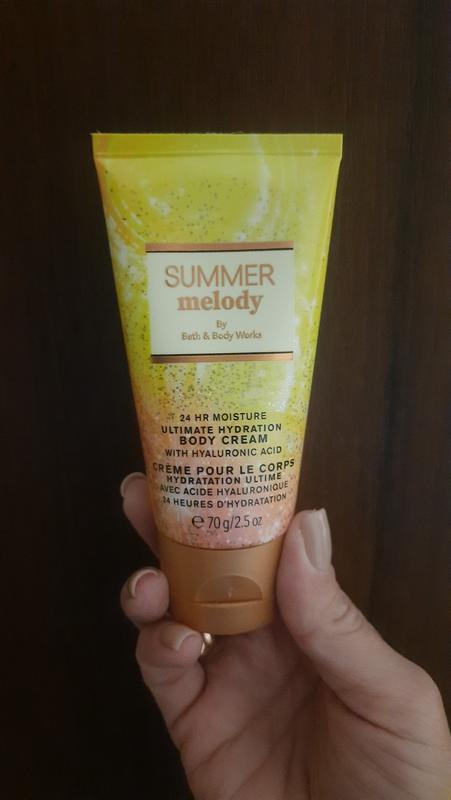 SUMMER
melody
By
Bath & Body Works
24 HR MOISTURE
ULTIMATE HYDRATION
BODY CREAM
WITH HYALURONIC ACID
CRÈME POUR LE CORPS
HYDRATATION ULTIME
AVEC ACIDE HYALURONIQUE
24 HEURES D'HYDRATATION
℮ 70 g/2.5 oz